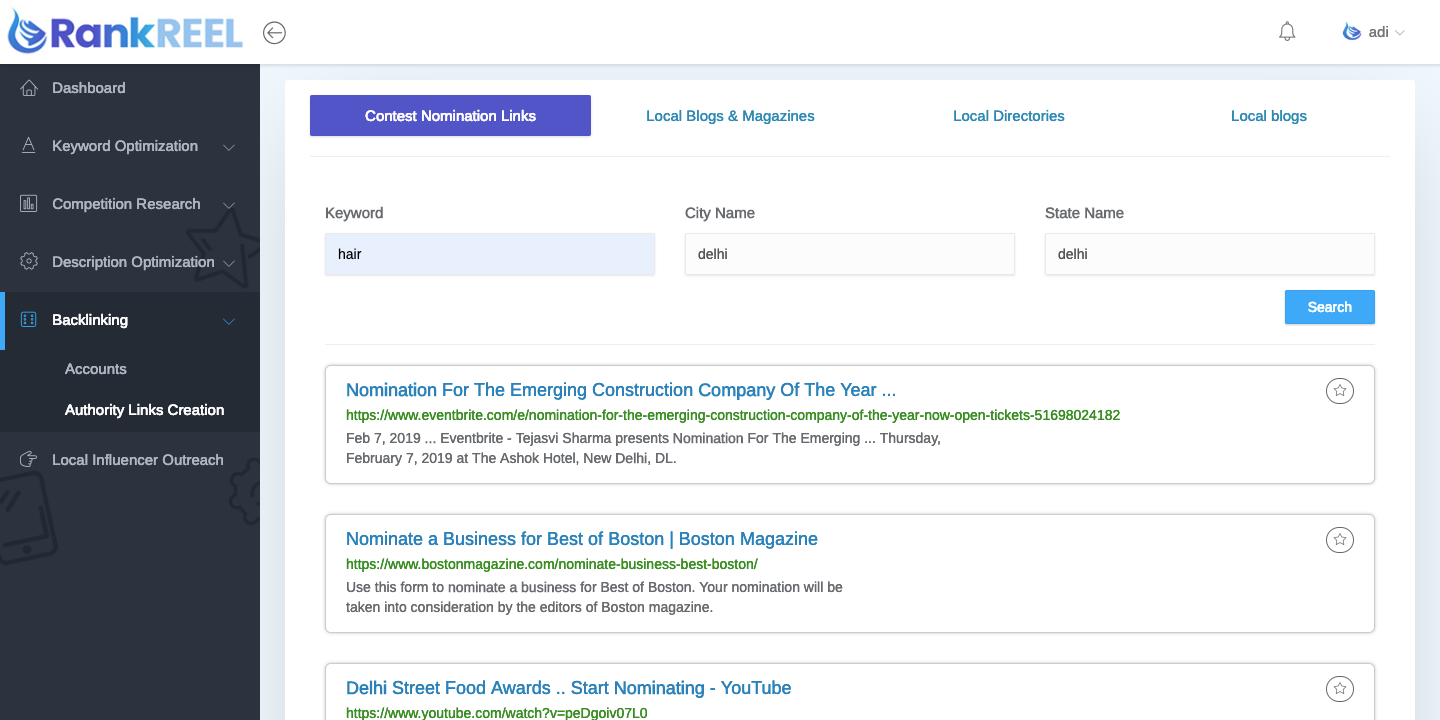 RankREEL
adi
Dashboard
Keyword Optimization
Competition Research
Description Optimization
Backlinking
Accounts
Authority Links Creation
Local Influencer Outreach
Contest Nomination Links
Local Blogs & Magazines
Local Directories
Local blogs
Keyword
City Name
State Name
hair
delhi
delhi
Search
Nomination For The Emerging Construction Company Of The Year ...
https://www.eventbrite.com/e/nomination-for-the-emerging-construction-company-of-the-year-now-open-tickets-51698024182
Feb 7, 2019 ... Eventbrite - Tejasvi Sharma presents Nomination For The Emerging ... Thursday,
February 7, 2019 at The Ashok Hotel, New Delhi, DL.
Nominate a Business for Best of Boston | Boston Magazine
https://www.bostonmagazine.com/nominate-business-best-boston/
Use this form to nominate a business for Best of Boston. Your nomination will be
taken into consideration by the editors of Boston magazine.
Delhi Street Food Awards .. Start Nominating - YouTube
https://www.youtube.com/watch?v=peDgoiv07L0